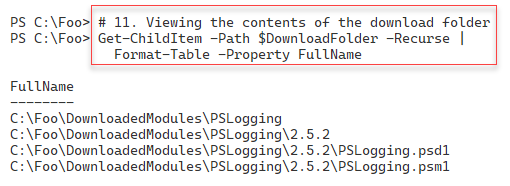 PS C:\Foo> # 11. Viewing the contents of the download folder
PS C:\Foo> Get-ChildItem -Path $DownloadFolder -Recurse |
  Format-Table -Property FullName
FullName
--------
C:\Foo\DownloadedModules\PSLogging
C:\Foo\DownloadedModules\PSLogging\2.5.2
C:\Foo\DownloadedModules\PSLogging\2.5.2\PSLogging.psd1
C:\Foo\DownloadedModules\PSLogging\2.5.2\PSLogging.psm1